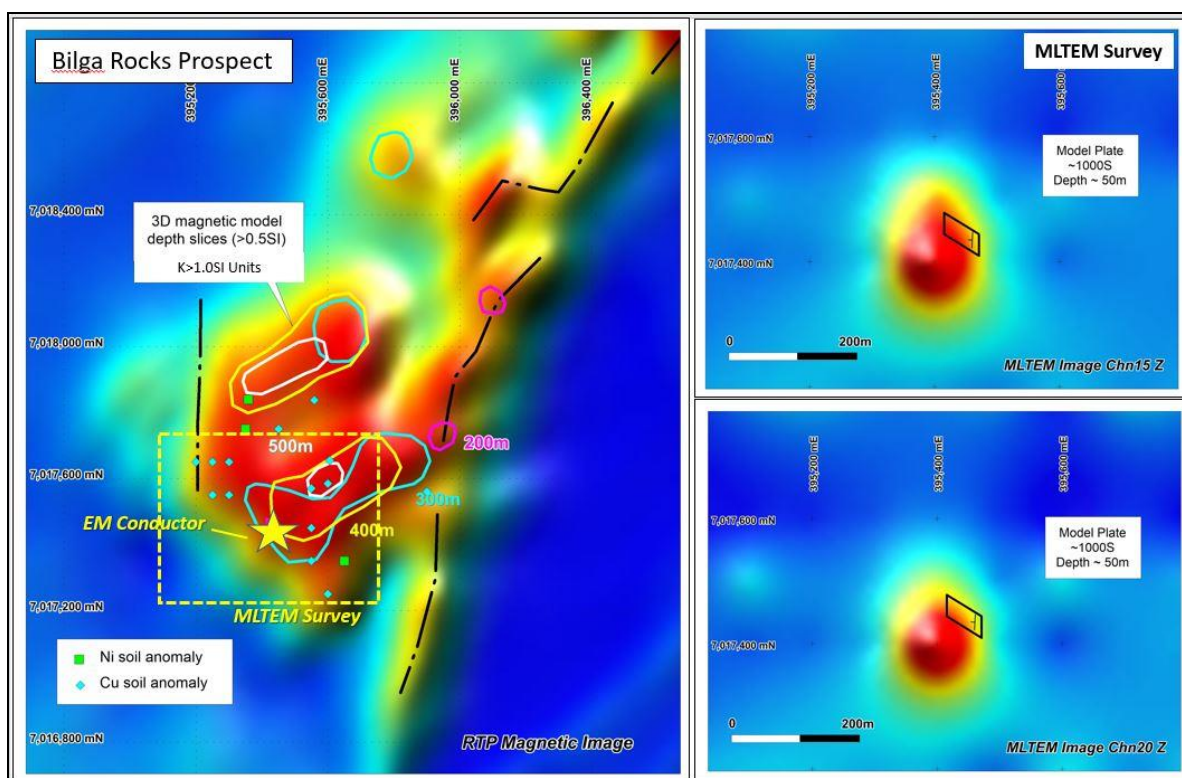 Bilga Rocks Prospect
395,200
395,600 mE
396,000 mE
396,400 mE
7,018,400 mN
3D magnetic model
depth slices (>0.5SI)
K>1.0SI Units
7,018,000 mN
500m
200m
7,017,600 mN
300m
EM Conductor
400m
7,017,200 mN
MLTEM Survey
Ni soil anomaly
Cu soil anomaly
7,016,800 mN
RTP Magnetic Image
MLTEM Survey
395,200 mE
395,400 mE
395,600 mE
7,017,600 mN
Model Plate
~1000S
Depth ~ 50m
7,017,400 mN
0
200m
MLTEM Image Chn15 Z
395,200 mE
395,400 mE
395,600 mE
7,017,600 mN
Model Plate
~1000S
Depth ~ 50m
7,017,400 mN
0
200m
MLTEM Image Chn20 Z